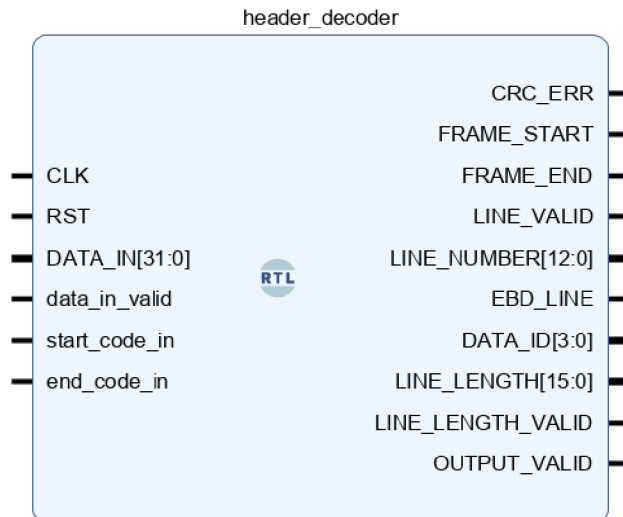 header_decoder
CLK
RST
DATA_IN[31:0]
data_in_valid
start_code_in
end_code_in
RTL
CRC_ERR
FRAME_START
FRAME_END
LINE_VALID
LINE_NUMBER[12:0]
EBD_LINE
DATA_ID[3:0]
LINE_LENGTH[15:0]
LINE_LENGTH_VALID
OUTPUT_VALID